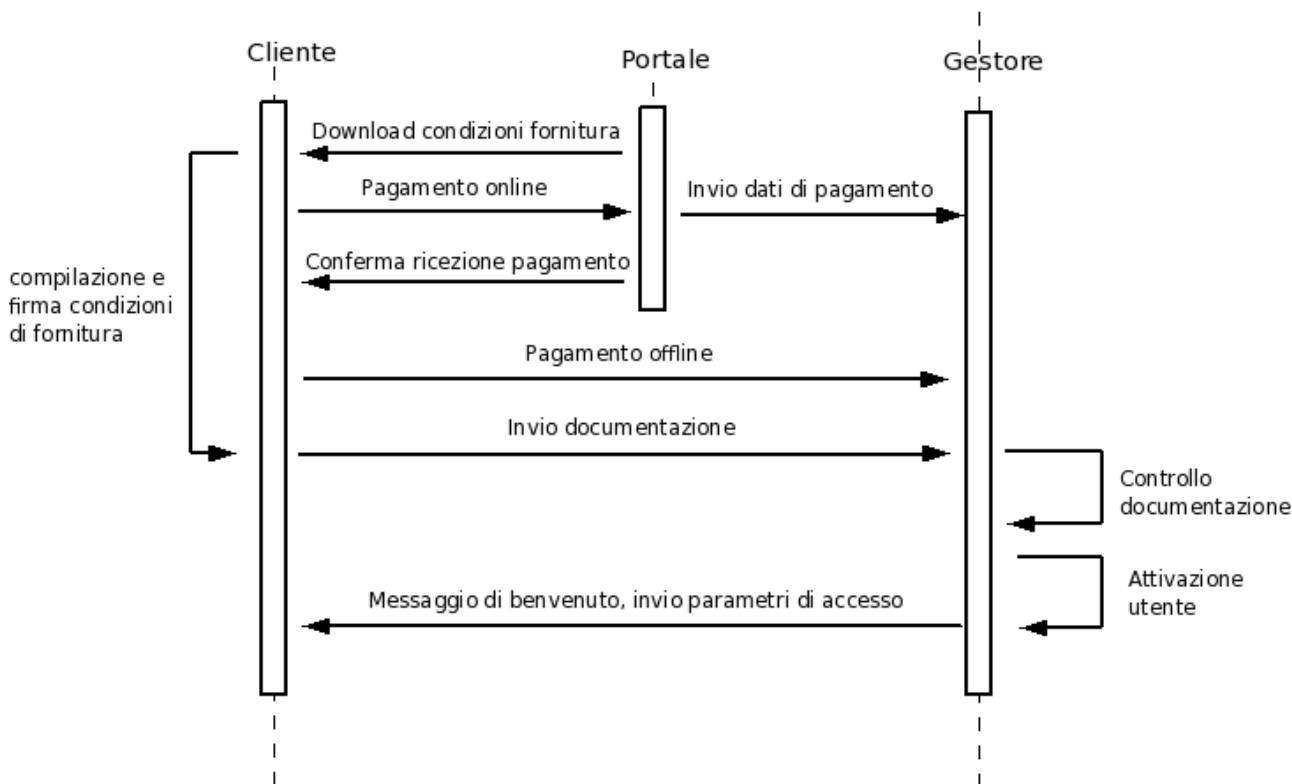 Cliente
Portale
Gestore
Download condizioni fornitura
Pagamento online
Invio dati di pagamento
Conferma ricezione pagamento
compilazione e
firma condizioni
di fornitura
Pagamento offline
Invio documentazione
Controllo
documentazione
Attivazione
utente
Messaggio di benvenuto, invio parametri di accesso